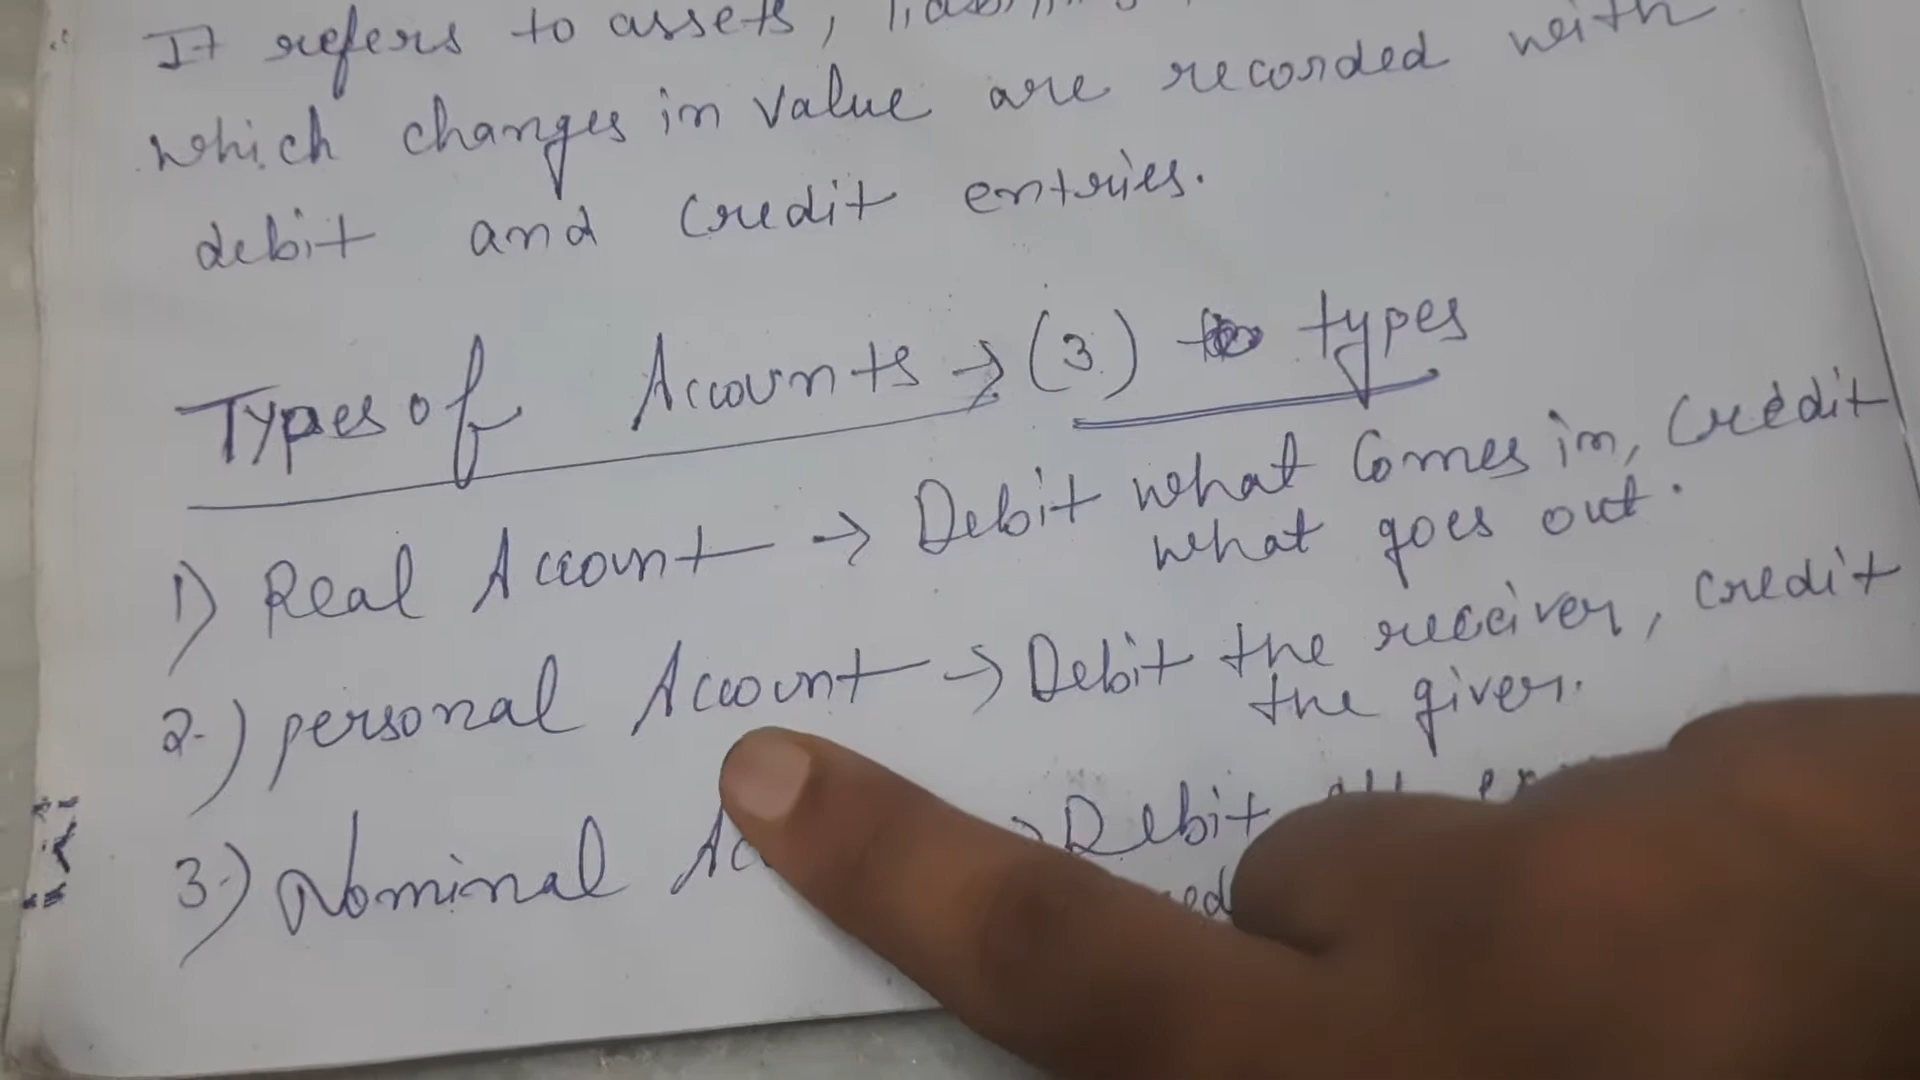 It refers to assets,
which changes in value are recorded with
debit and credit entries.
Types of Accounts → (3) types
1) Real Account → Debit what comes in, credit
what goes out.
2.) personal Account → Debit the receiver, credit
the giver.
3.) Nominal Debit